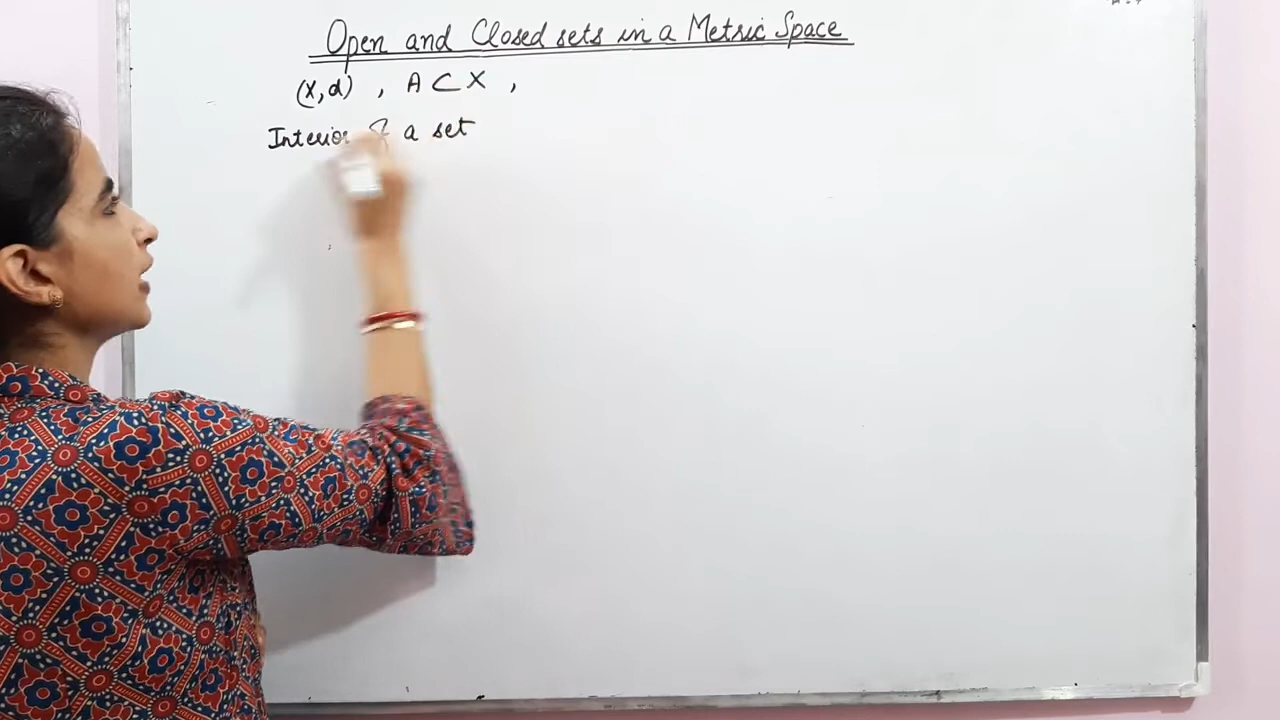 Open and Closed sets in a Metric Space
(X,d) , A ⊂ X ,
Interior of a set